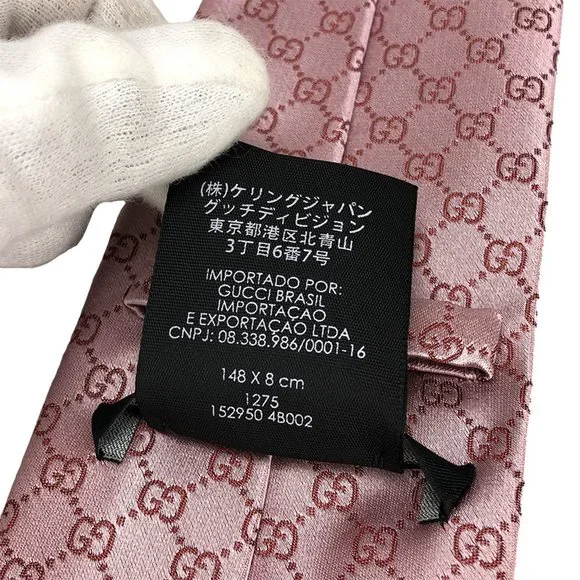 (株)ケリングジャパン
グッチディビジョン
東京都港区北青山
3丁目6番7号
IMPORTADO POR:
GUCCI BRASIL
IMPORTAÇAO
E EXPORTAÇÃO LTDA
CNPJ: 08.338.986/0001-16
148 X 8 cm
1275
152950 4B002